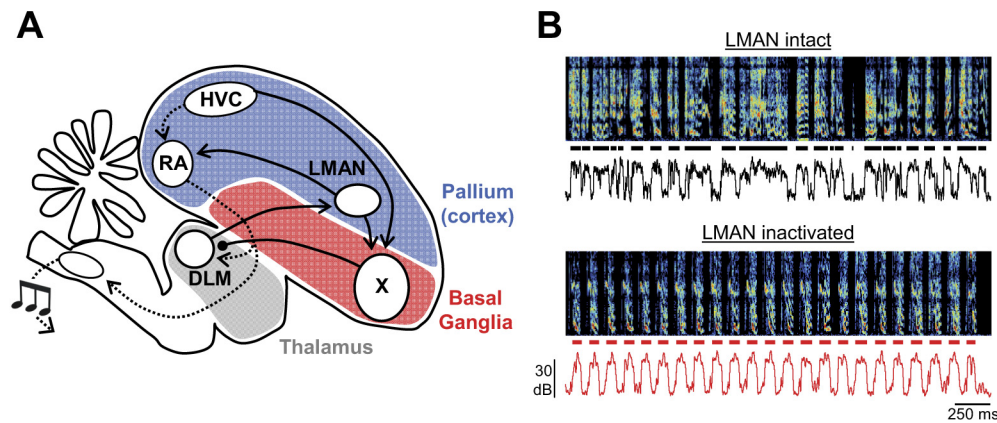 A
HVC
RA
LMAN
DLM
X
Pallium
(cortex)
Basal
Ganglia
Thalamus
B
LMAN intact
LMAN inactivated
30
dB
250 ms